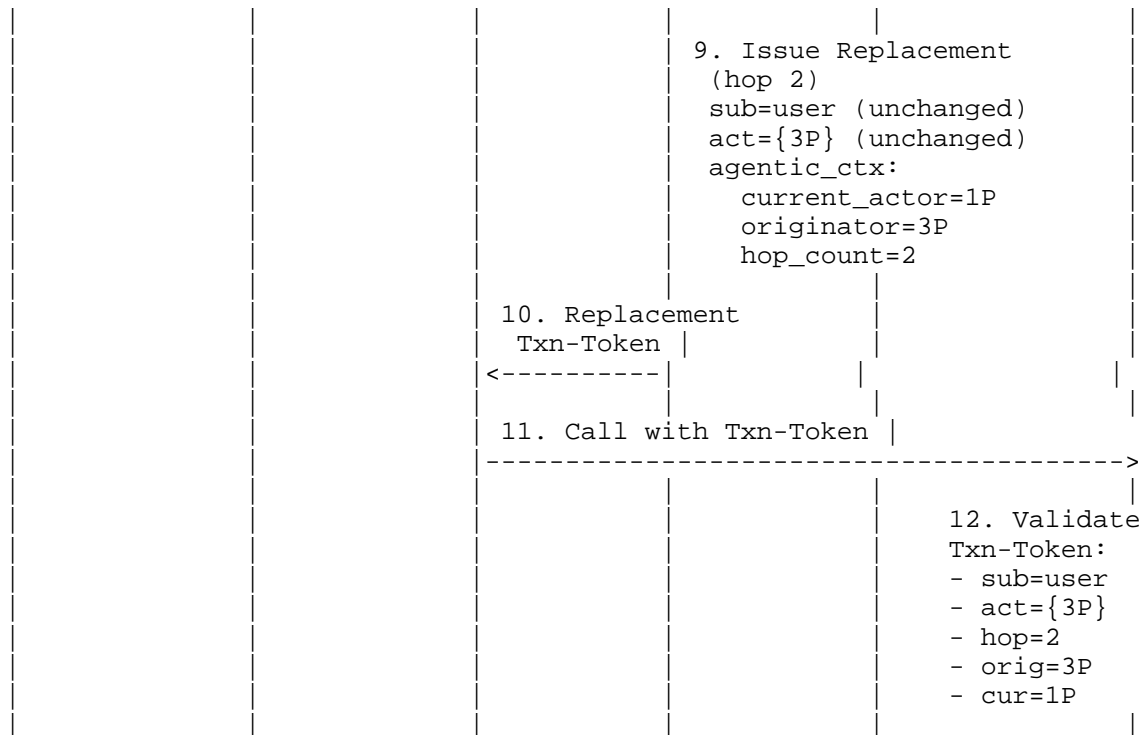 9. Issue Replacement
(hop 2)
sub=user (unchanged)
act={3P} (unchanged)
agentic_ctx:
current_actor=1P
originator=3P
hop_count=2
10. Replacement
Txn-Token |
<----------|
11. Call with Txn-Token |
---------------------------------------->
12. Validate
Txn-Token:
- sub=user
- act={3P}
- hop=2
- orig=3P
- cur=1P